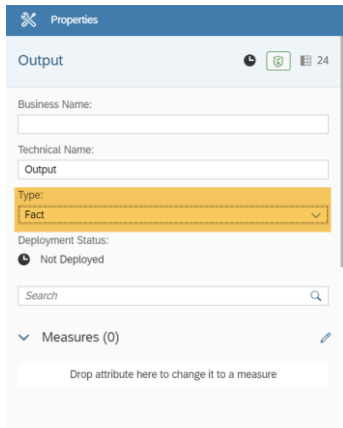 Properties
Output
24
Business Name:
Technical Name:
Output
Type:
Fact
Deployment Status:
Not Deployed
Search
Measures (0)
Drop attribute here to change it to a measure